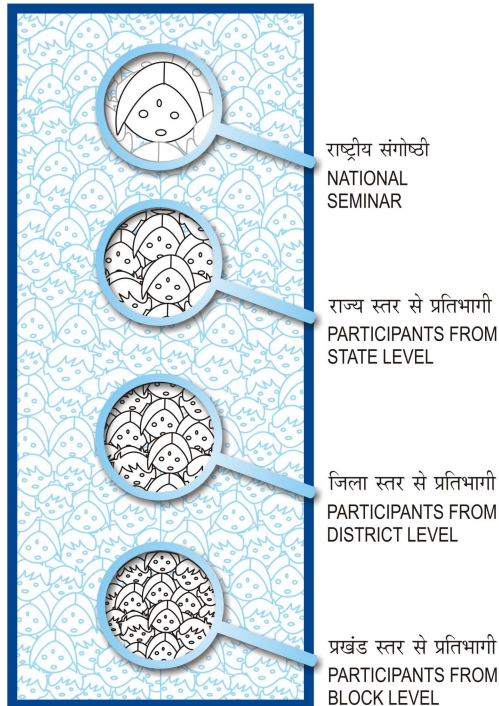 राष्ट्रीय संगोष्ठी
NATIONAL
SEMINAR
राज्य स्तर से प्रतिभागी
PARTICIPANTS FROM
STATE LEVEL
जिला स्तर से प्रतिभागी
PARTICIPANTS FROM
DISTRICT LEVEL
प्रखंड स्तर से प्रतिभागी
PARTICIPANTS FROM
BLOCK LEVEL